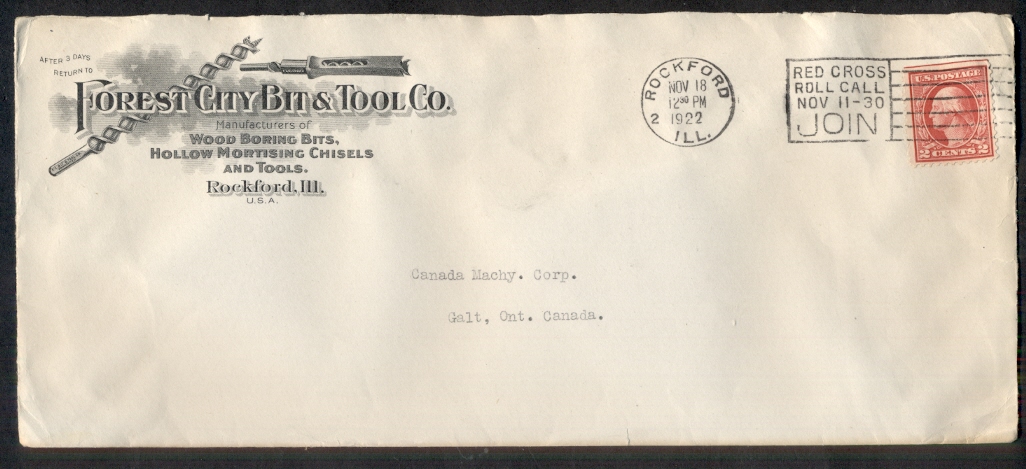 AFTER 3 DAYS
RETURN TO
FOREST CITY BIT & TOOL CO.
Manufacturers of
WOOD BORING BITS,
HOLLOW MORTISING CHISELS
AND TOOLS.
Rockford, Ill.
U.S.A.
ROCKFORD
NOV 18
1230 PM
2 1922
ILL.
RED CROSS
ROLL CALL
NOV 11-30
JOIN
U.S. POSTAGE
2 CENTS 2
Canada Machy. Corp.
Galt, Ont. Canada.